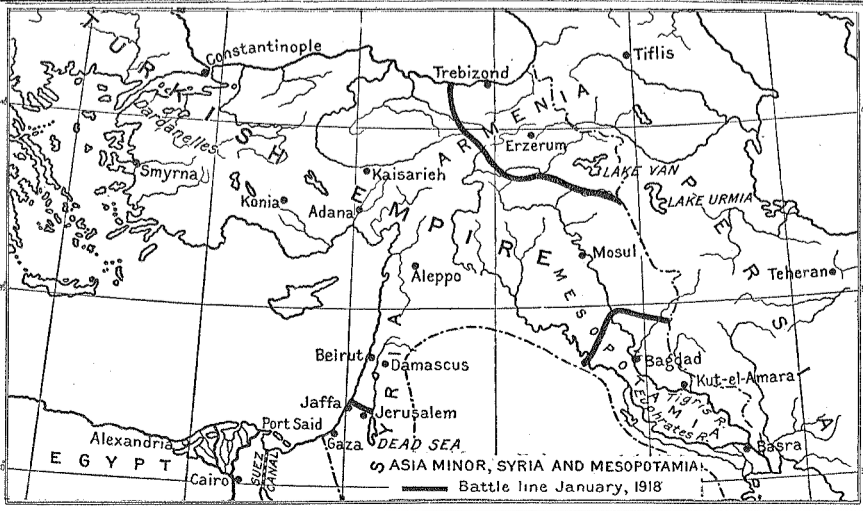 TURKISH EMPIRE
Constantinople
Trebizond
Tiflis
Dardanelles
ARMENIA
Erzerum
Smyrna
Kaisarieh
LAKE VAN
LAKE URMIA
Konia
Adana
PERSIA
Mosul
Aleppo
Teheran
MESOPOTAMIA
Beirut
Damascus
SYRIA
Bagdad
Kut-el-Amara
Tigris R.
Euphrates R.
Jaffa
Jerusalem
Port Said
Alexandria
Gaza
DEAD SEA
Basra
EGYPT
SUEZ
CANAL
Cairo
ASIA MINOR, SYRIA AND MESOPOTAMIA
Battle line January, 1918